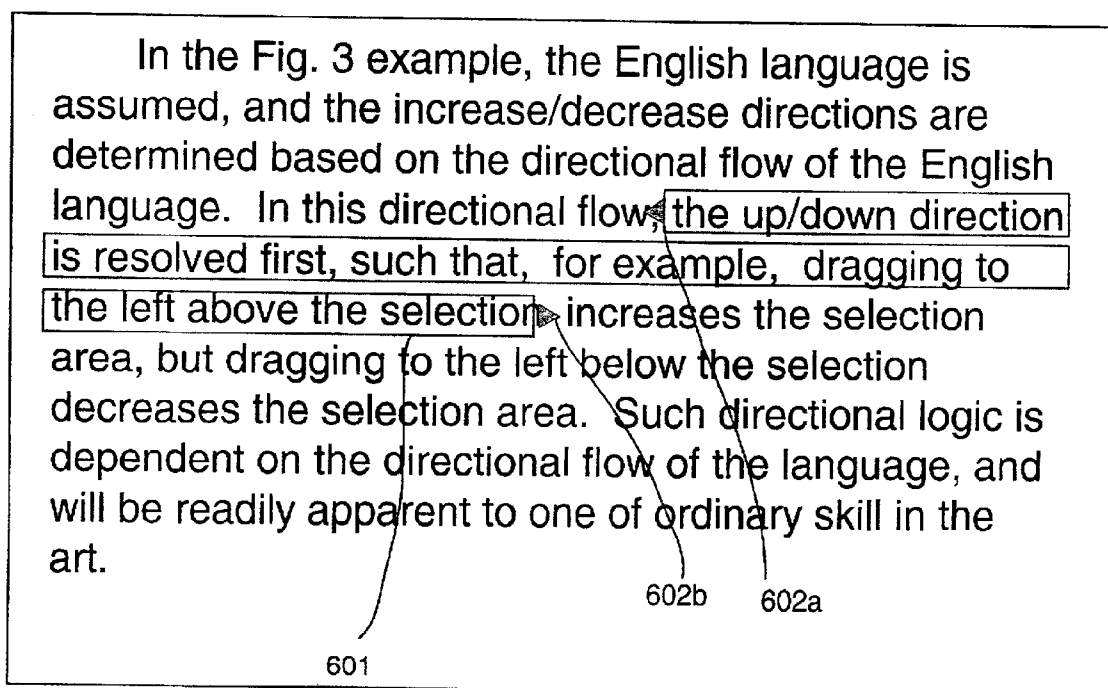 In the Fig. 3 example, the English language is
assumed, and the increase/decrease directions are
determined based on the directional flow of the English
language.  In this directional flow, the up/down direction
is resolved first, such that,  for example,  dragging to
the left above the selection increases the selection
area, but dragging to the left below the selection
decreases the selection area.  Such directional logic is
dependent on the directional flow of the language, and
will be readily apparent to one of ordinary skill in the
art.
602b 602a
601